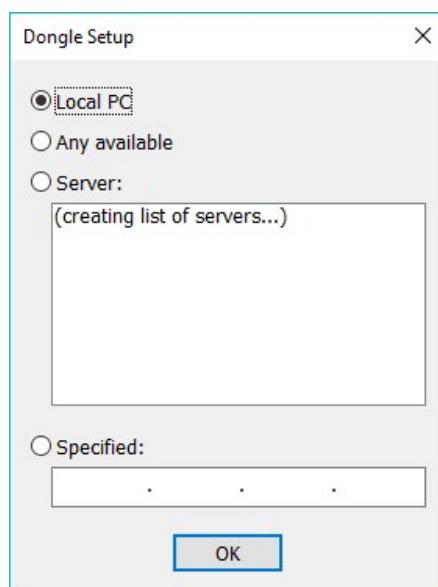 Dongle Setup
Local PC
Any available
Server:
(creating list of servers...)
Specified:
. . .
OK